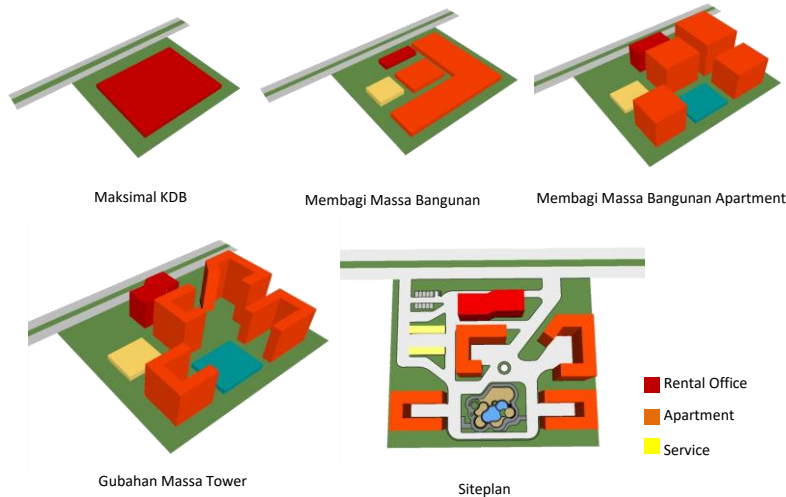 Maksimal KDB
Membagi Massa Bangunan
Membagi Massa Bangunan Apartment
Gubahan Massa Tower
Siteplan
Rental Office
Apartment
Service